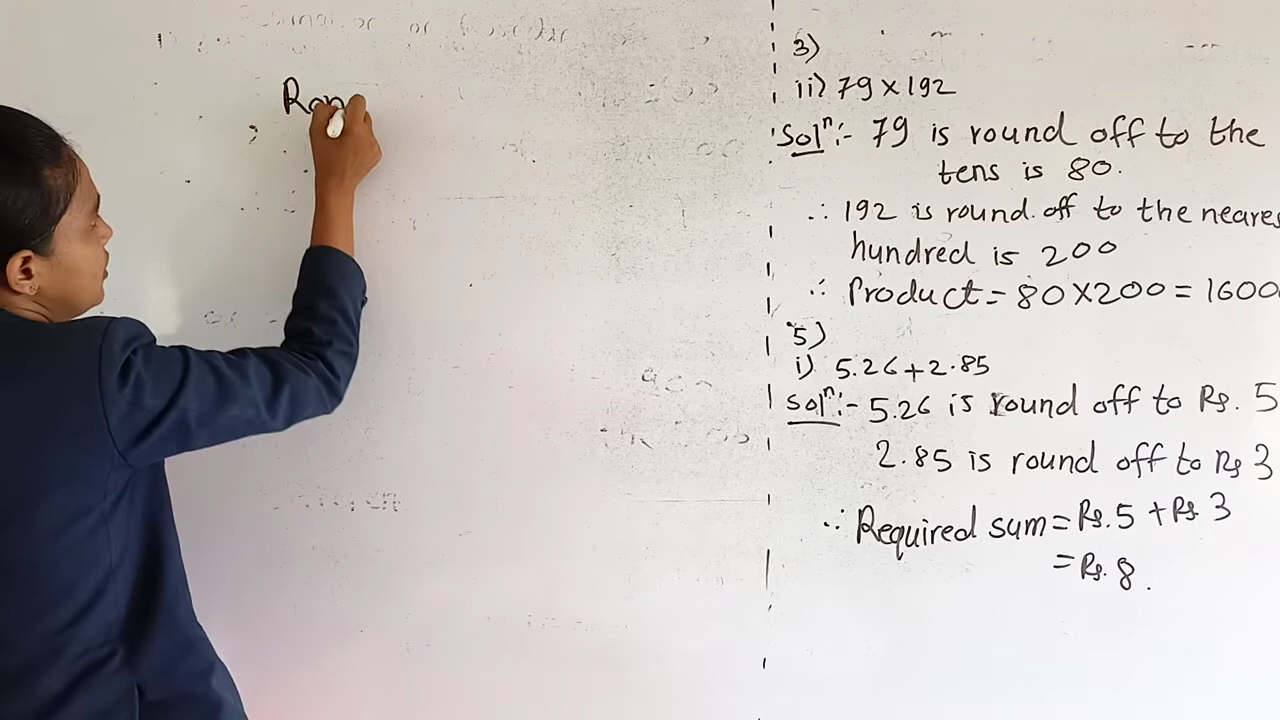 Rom
3)
ii) 79 x 192
Solⁿ:- 79 is round off to the
tens is 80.
∴ 192 is round off to the neares
hundred is 200
∴ Product = 80 X 200 = 1600
5)
i) 5.26 + 2.85
Solⁿ:- 5.26 is round off to Rs. 5
2.85 is round off to Rs 3
∴ Required sum = Rs. 5 + Rs. 3
= Rs. 8.